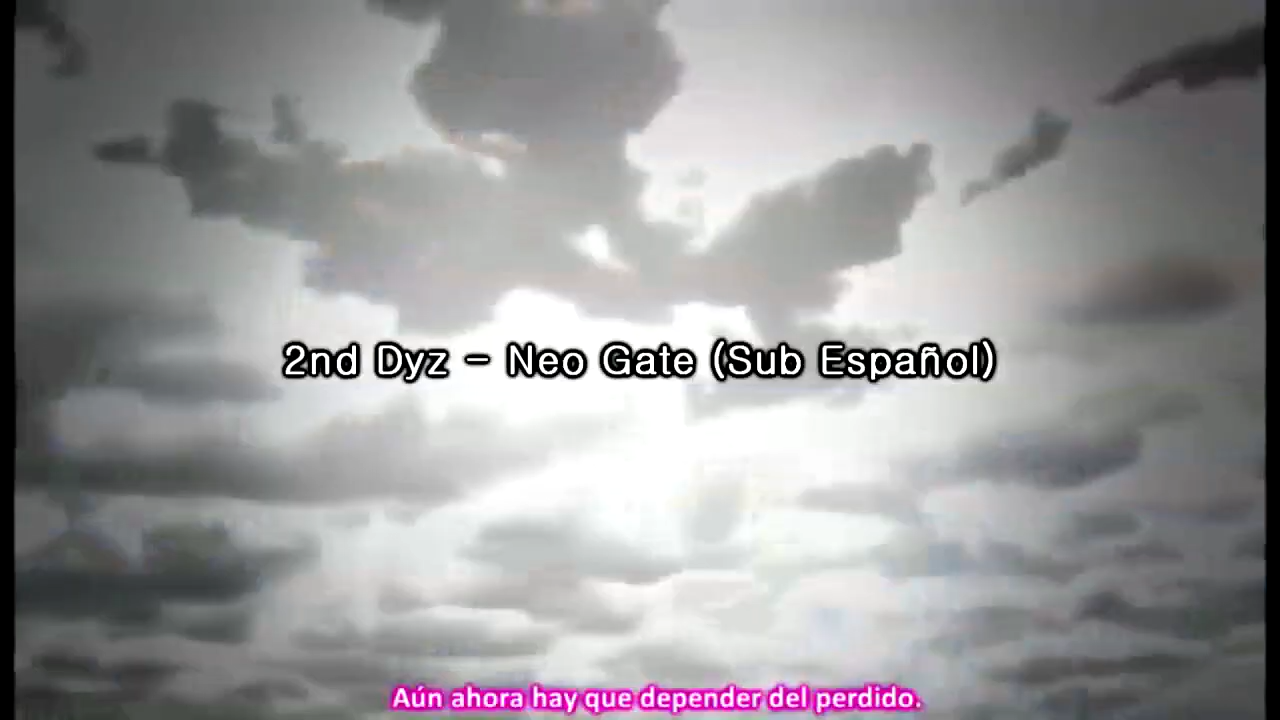 2nd Dyz - Neo Gate (Sub Español)
Aún ahora hay que depender del perdido.